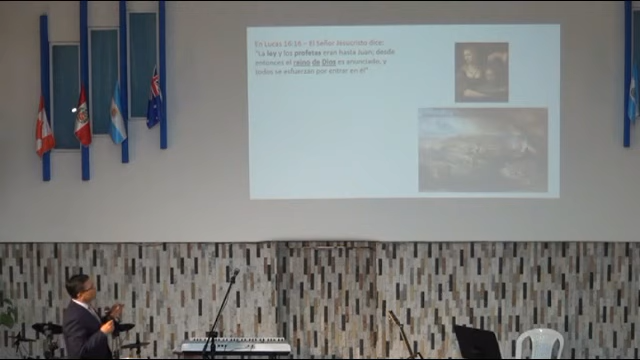 En Lucas 16:16 – El Señor Jesucristo dice:
"La ley y los profetas eran hasta Juan; desde
entonces el reino de Dios es anunciado, y
todos se esfuerzan por entrar en él"